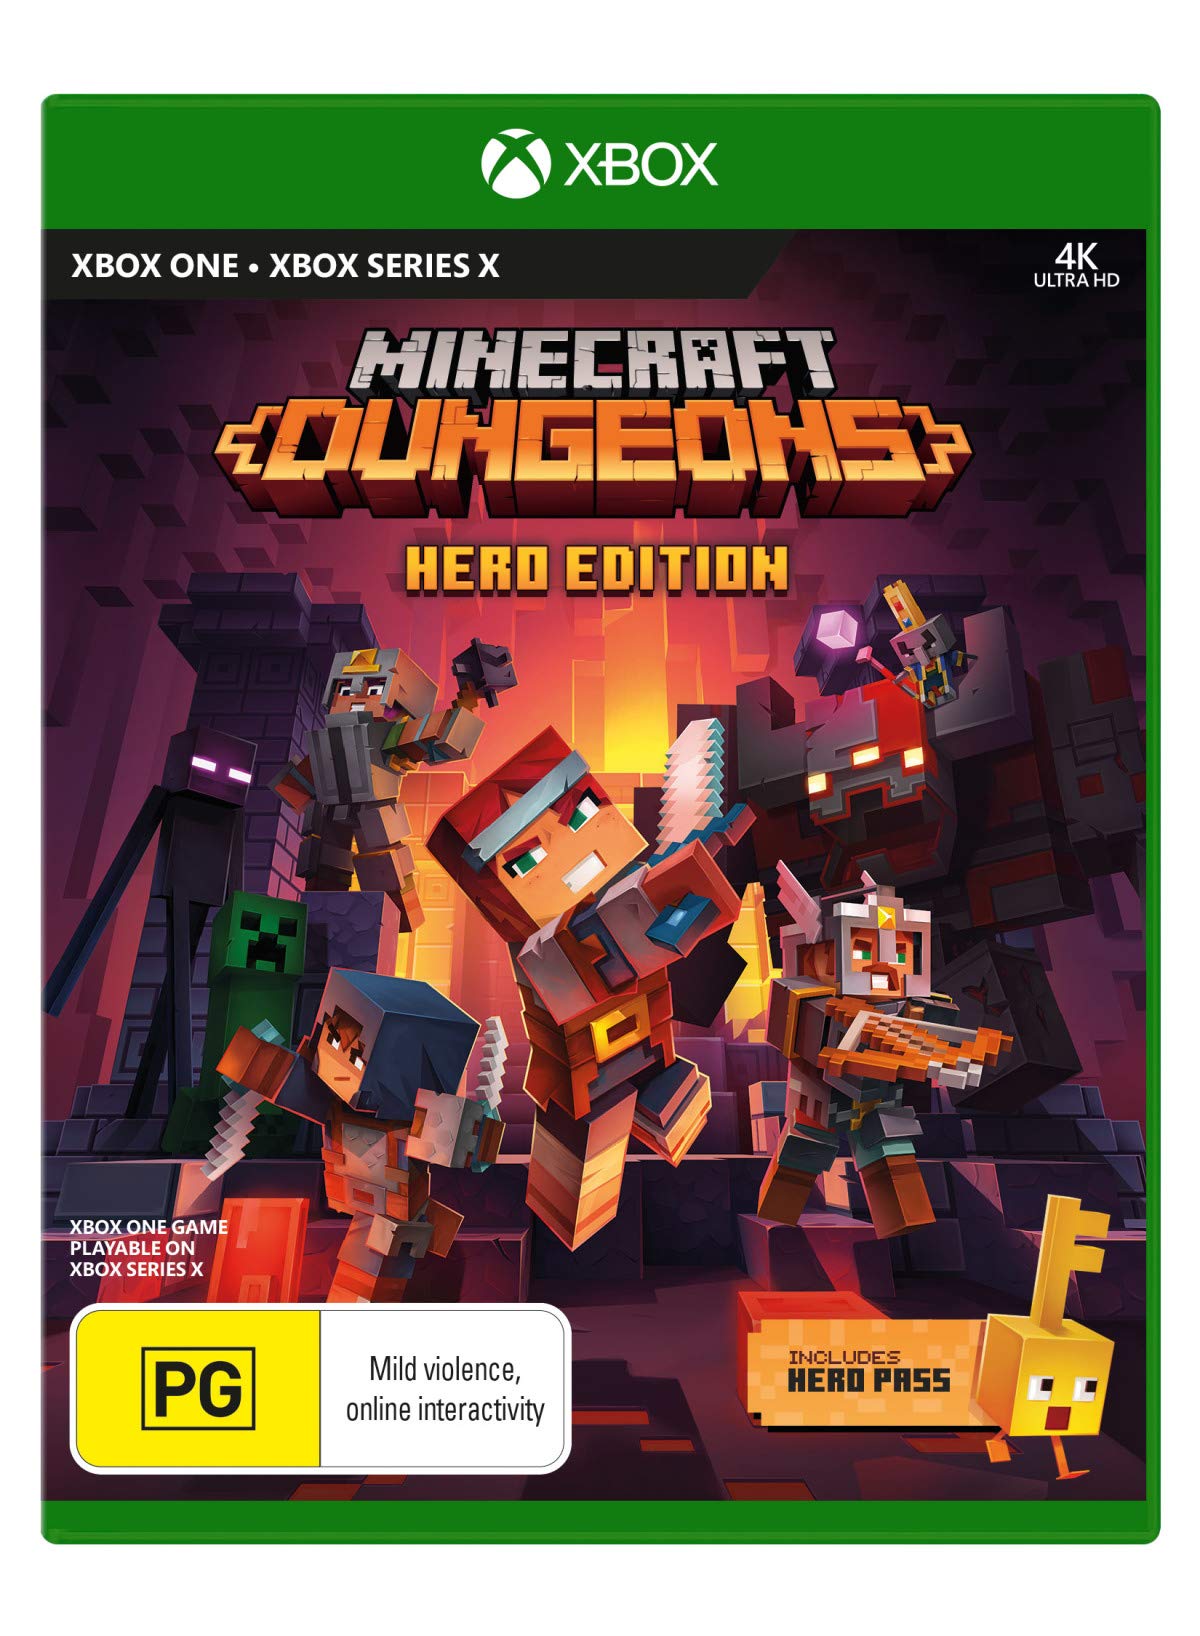 XBOX
XBOX ONE • XBOX SERIES X
4K
ULTRA HD
MINECRAFT
DUNGEONS
HERO EDITION
XBOX ONE GAME
PLAYABLE ON
XBOX SERIES X
PG
Mild violence,
online interactivity
INCLUDES
HERO PASS